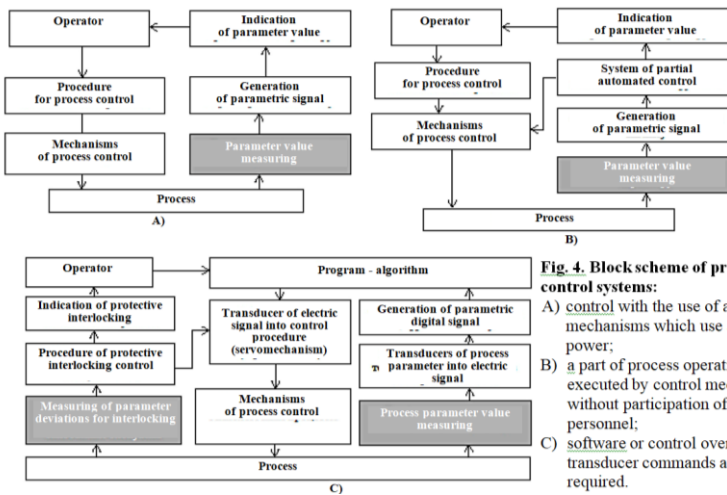 Operator
Indication
of parameter value
Procedure
for process control
Generation
of parametric signal
Mechanisms
of process control
Parameter value
measuring
Process
A)
Operator
Indication
of parameter value
Procedure
for process control
System of partial
automated control
Mechanisms
of process control
Generation
of parametric signal
Parameter value
measuring
Process
B)
Operator
Program - algorithm
Indication of protective
interlocking
Transducer of electric
signal into control
procedure
(servomechanism)
Generation of parametric
digital signal
Procedure of protective
interlocking control
Transducers of process
parameter into electric
signal
Measuring of parameter
deviations for interlocking
Mechanisms
of process control
Process parameter value
measuring
Process
C)
Fig. 4. Block scheme of pr
control systems:
A) control with the use of a
mechanisms which use
power;
B) a part of process operat
executed by control me
without participation of
personnel;
C) software or control over
transducer commands a
required.